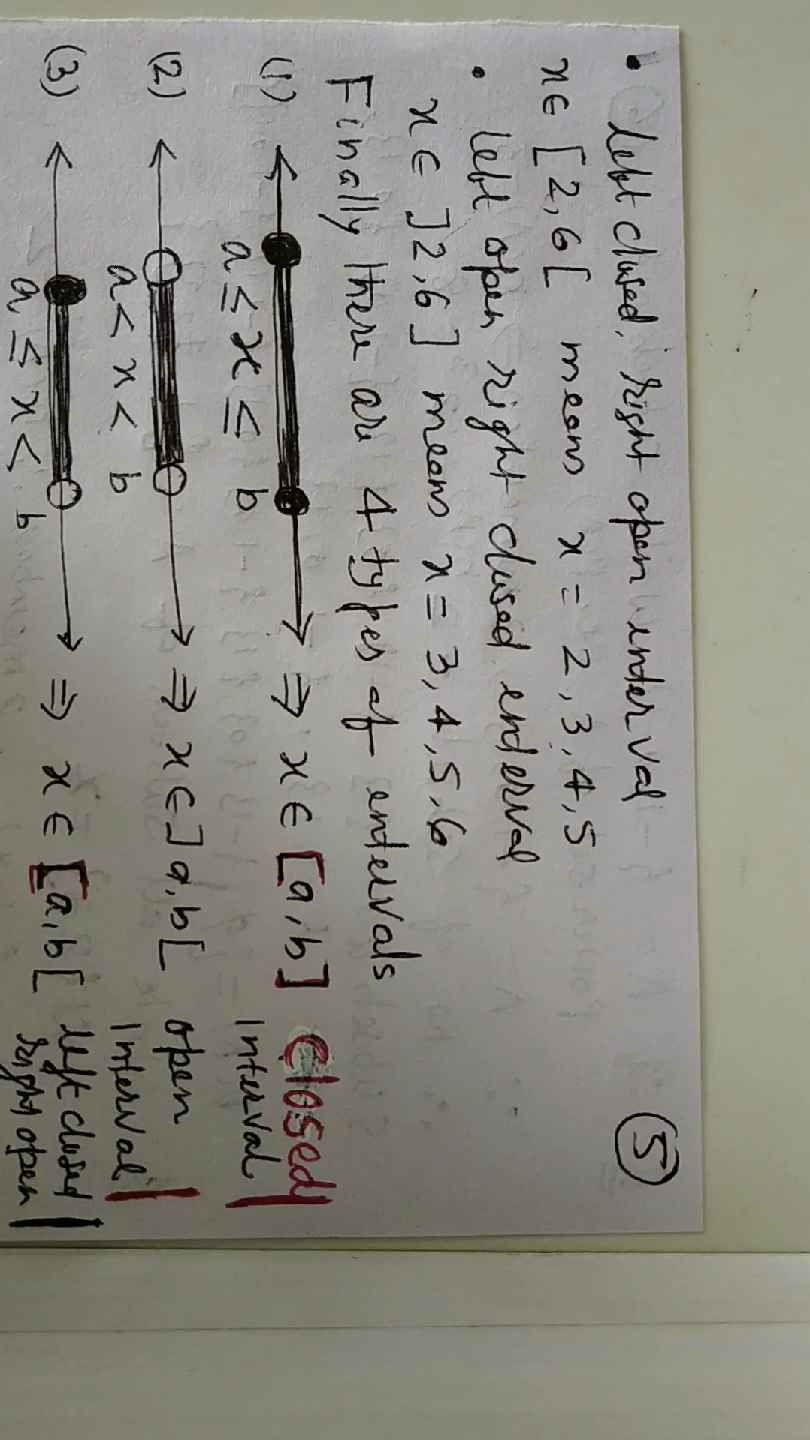 ⑤
• left closed, right open interval
x ∈ [2,6[ means x = 2,3,4,5
• left open right closed interval
x ∈ ]2,6] means x = 3,4,5,6
Finally there are 4 types of intervals
(1) ⇒ x ∈ [a,b] closed
a ≤ x ≤ b Interval
(2) ⇒ x ∈ ]a,b[ open
a < x < b Interval
(3) ⇒ x ∈ [a,b[ left closed
a ≤ x < b right open